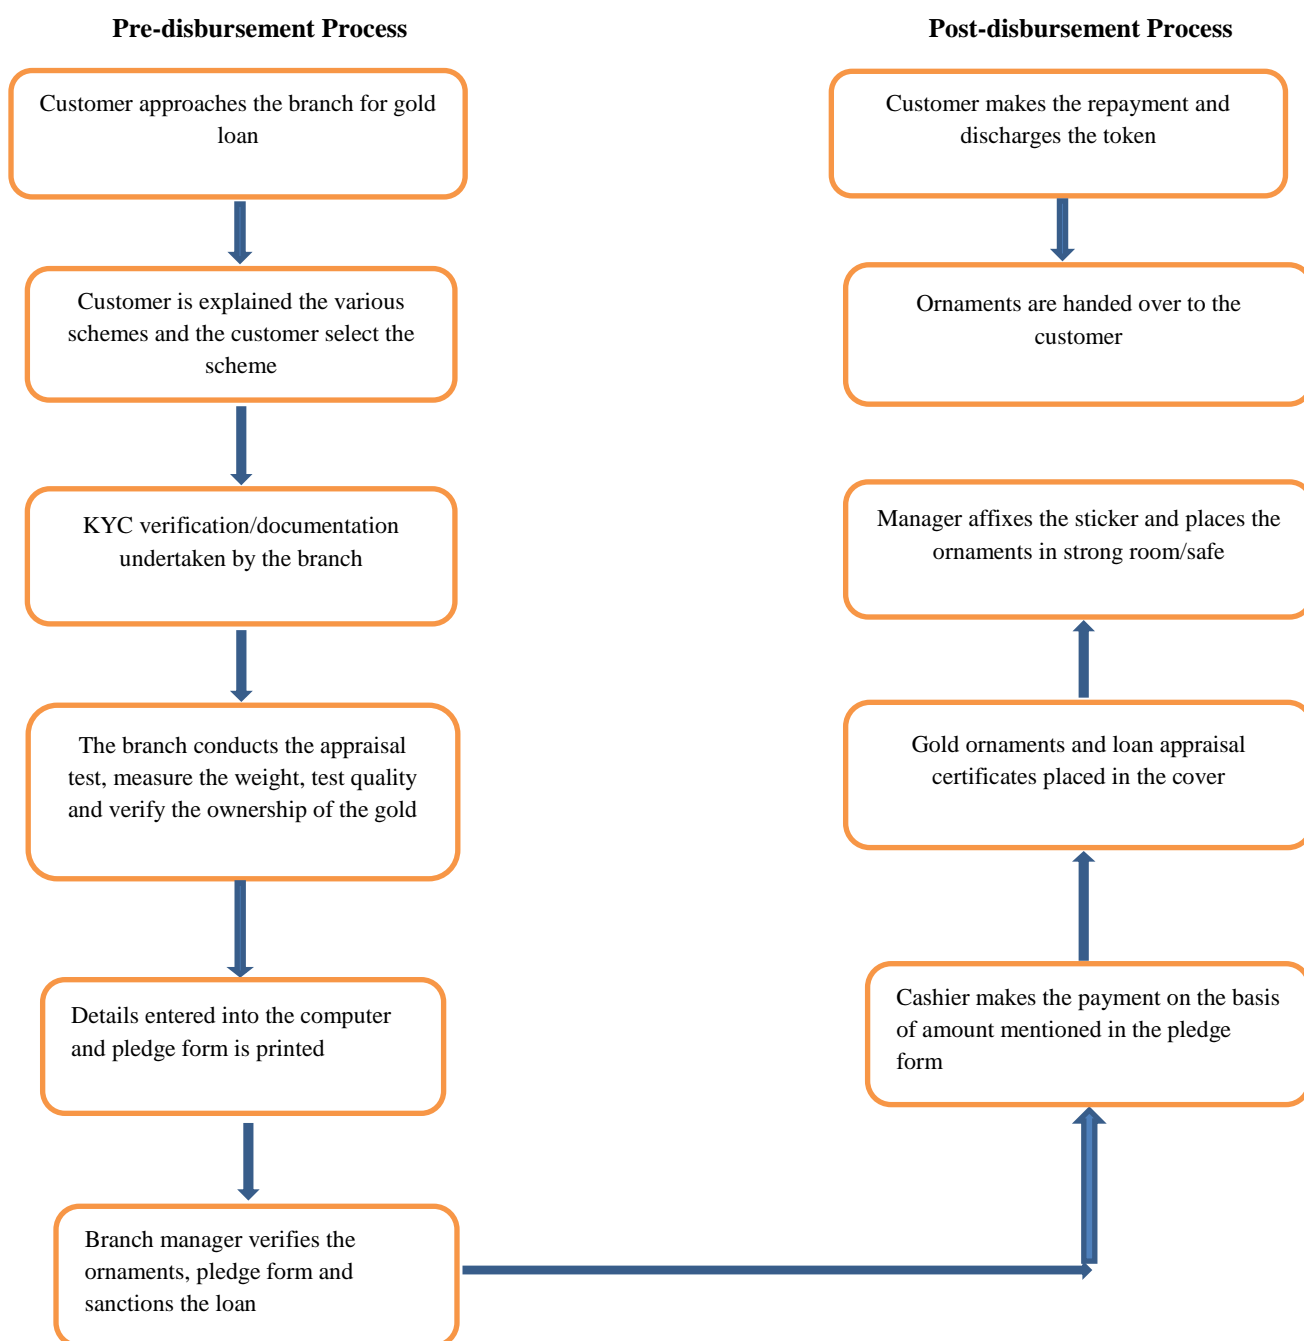 Pre-disbursement Process
Customer approaches the branch for gold
loan
Customer is explained the various
schemes and the customer select the
scheme
KYC verification/documentation
undertaken by the branch
The branch conducts the appraisal
test, measure the weight, test quality
and verify the ownership of the gold
Details entered into the computer
and pledge form is printed
Branch manager verifies the
ornaments, pledge form and
sanctions the loan
Post-disbursement Process
Customer makes the repayment and
discharges the token
Ornaments are handed over to the
customer
Manager affixes the sticker and places the
ornaments in strong room/safe
Gold ornaments and loan appraisal
certificates placed in the cover
Cashier makes the payment on the basis
of amount mentioned in the pledge
form